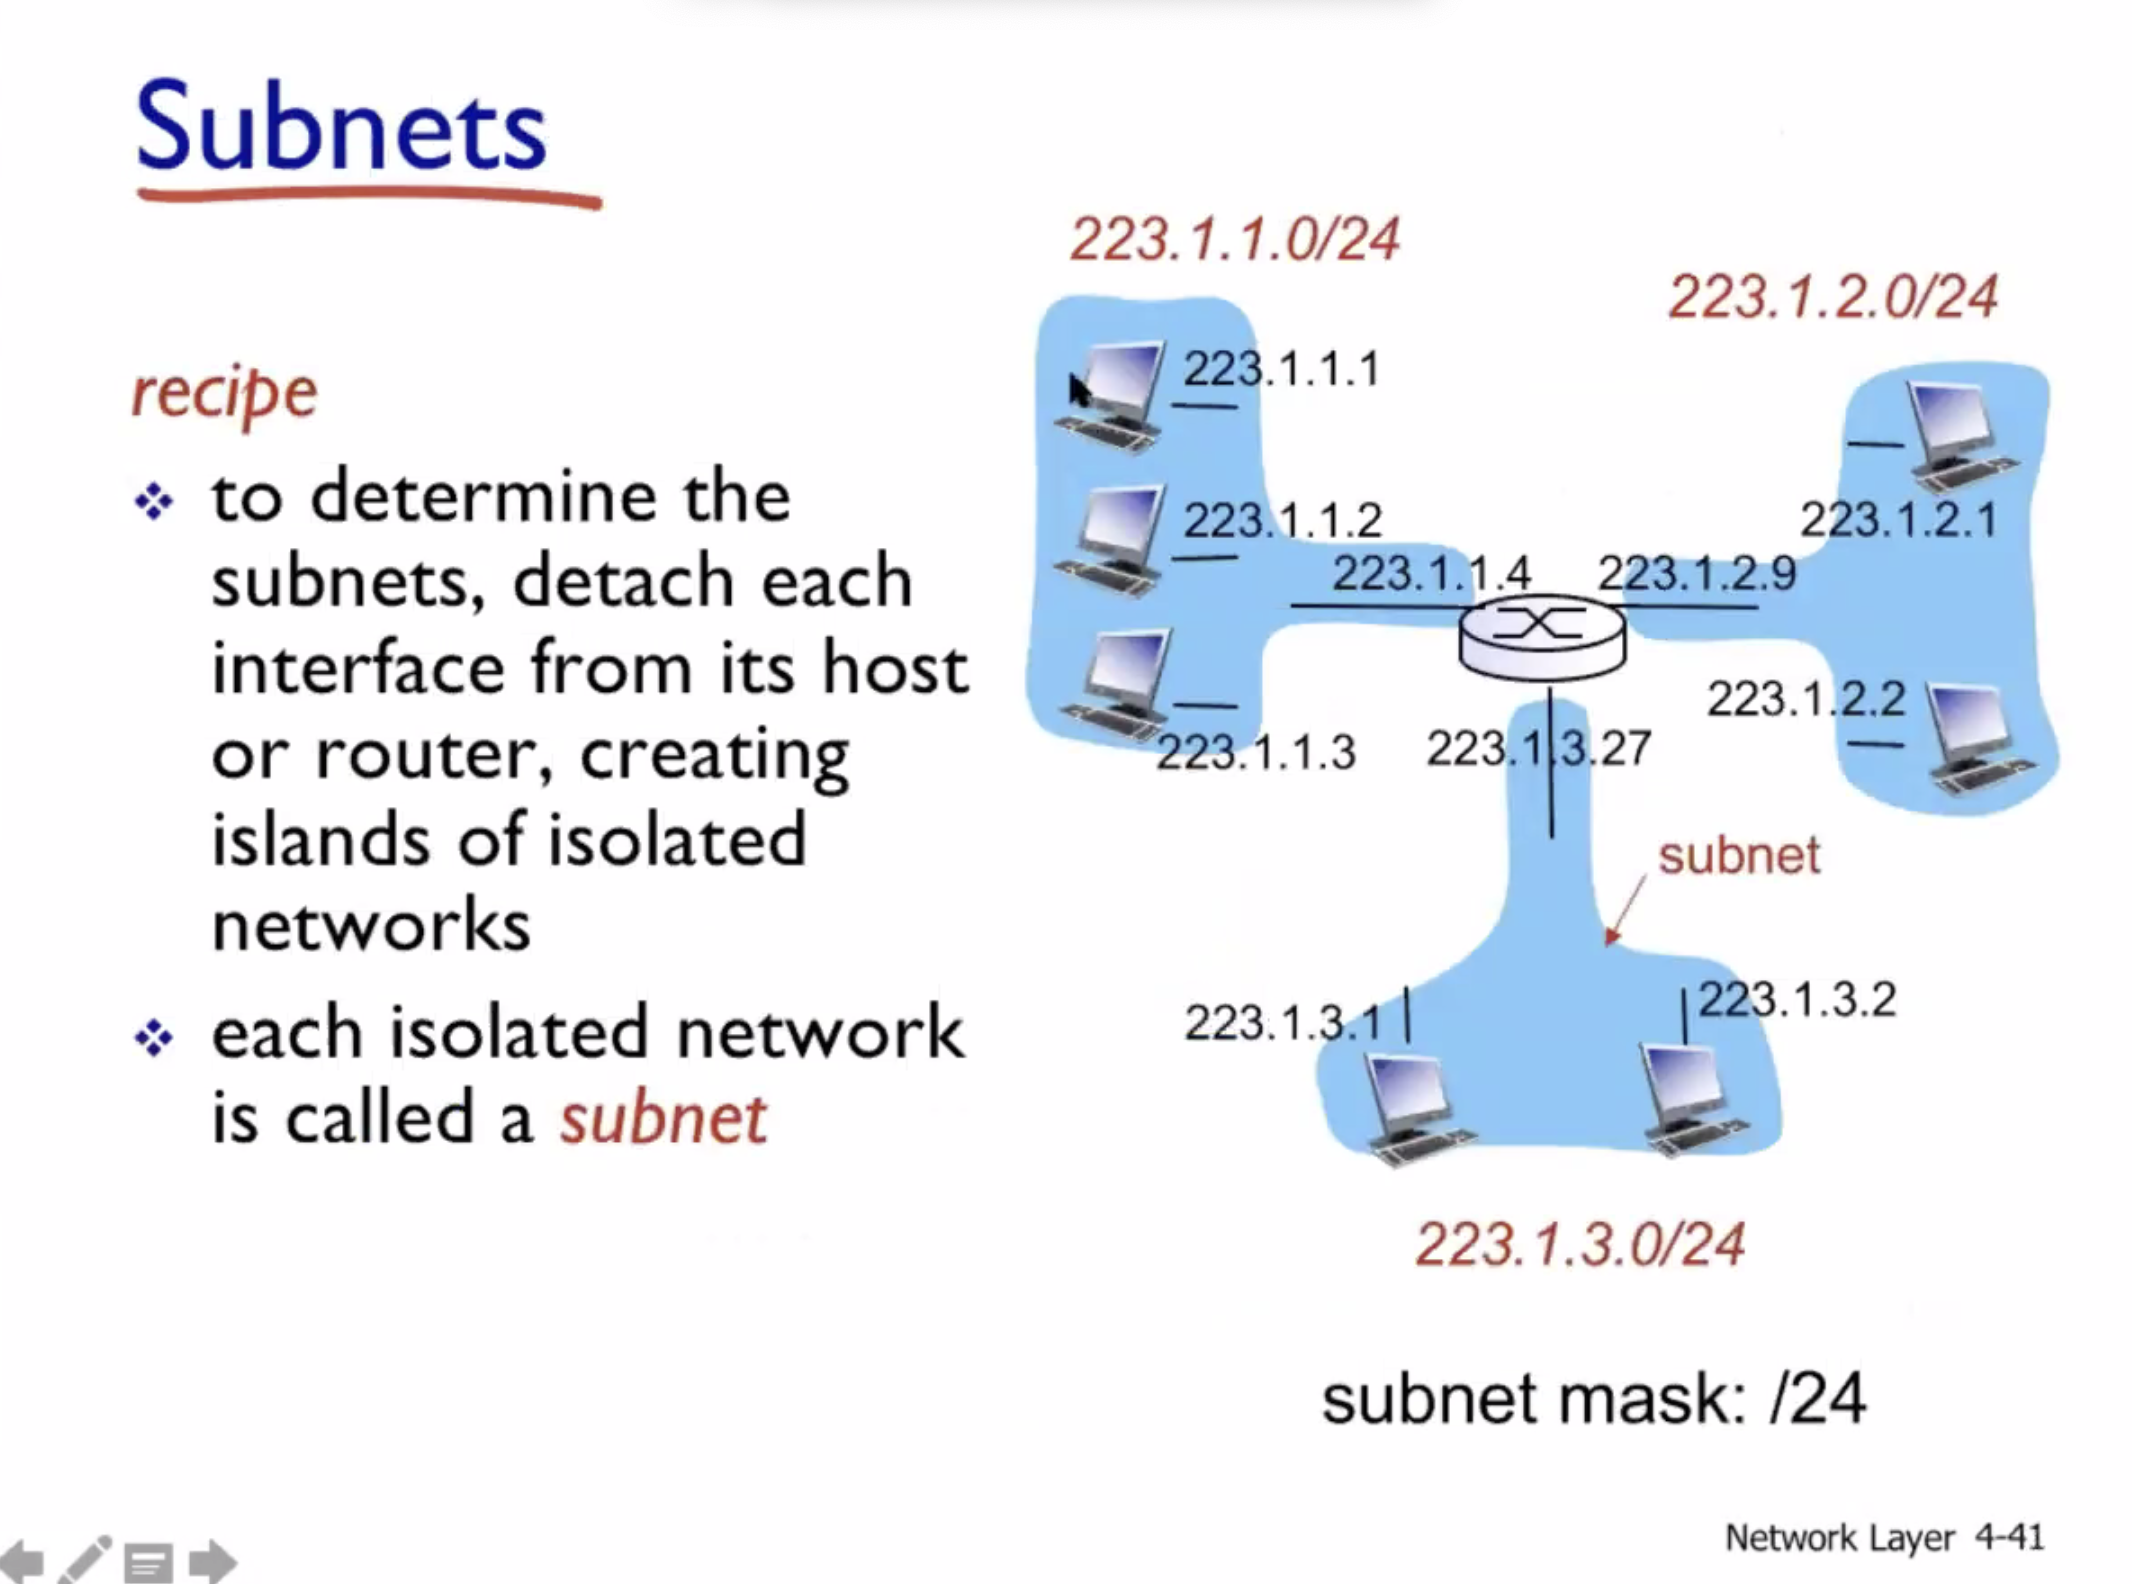 Subnets
recipe
to determine the
subnets, detach each
interface from its host
or router, creating
islands of isolated
networks
each isolated network
is called a subnet
223.1.1.0/24
223.1.2.0/24
223.1.1.1
223.1.1.2
223.1.2.1
223.1.1.4
223.1.2.9
223.1.2.2
223.1.1.3
223.1.3.27
subnet
223.1.3.1
223.1.3.2
223.1.3.0/24
subnet mask: /24
Network Layer 4-41